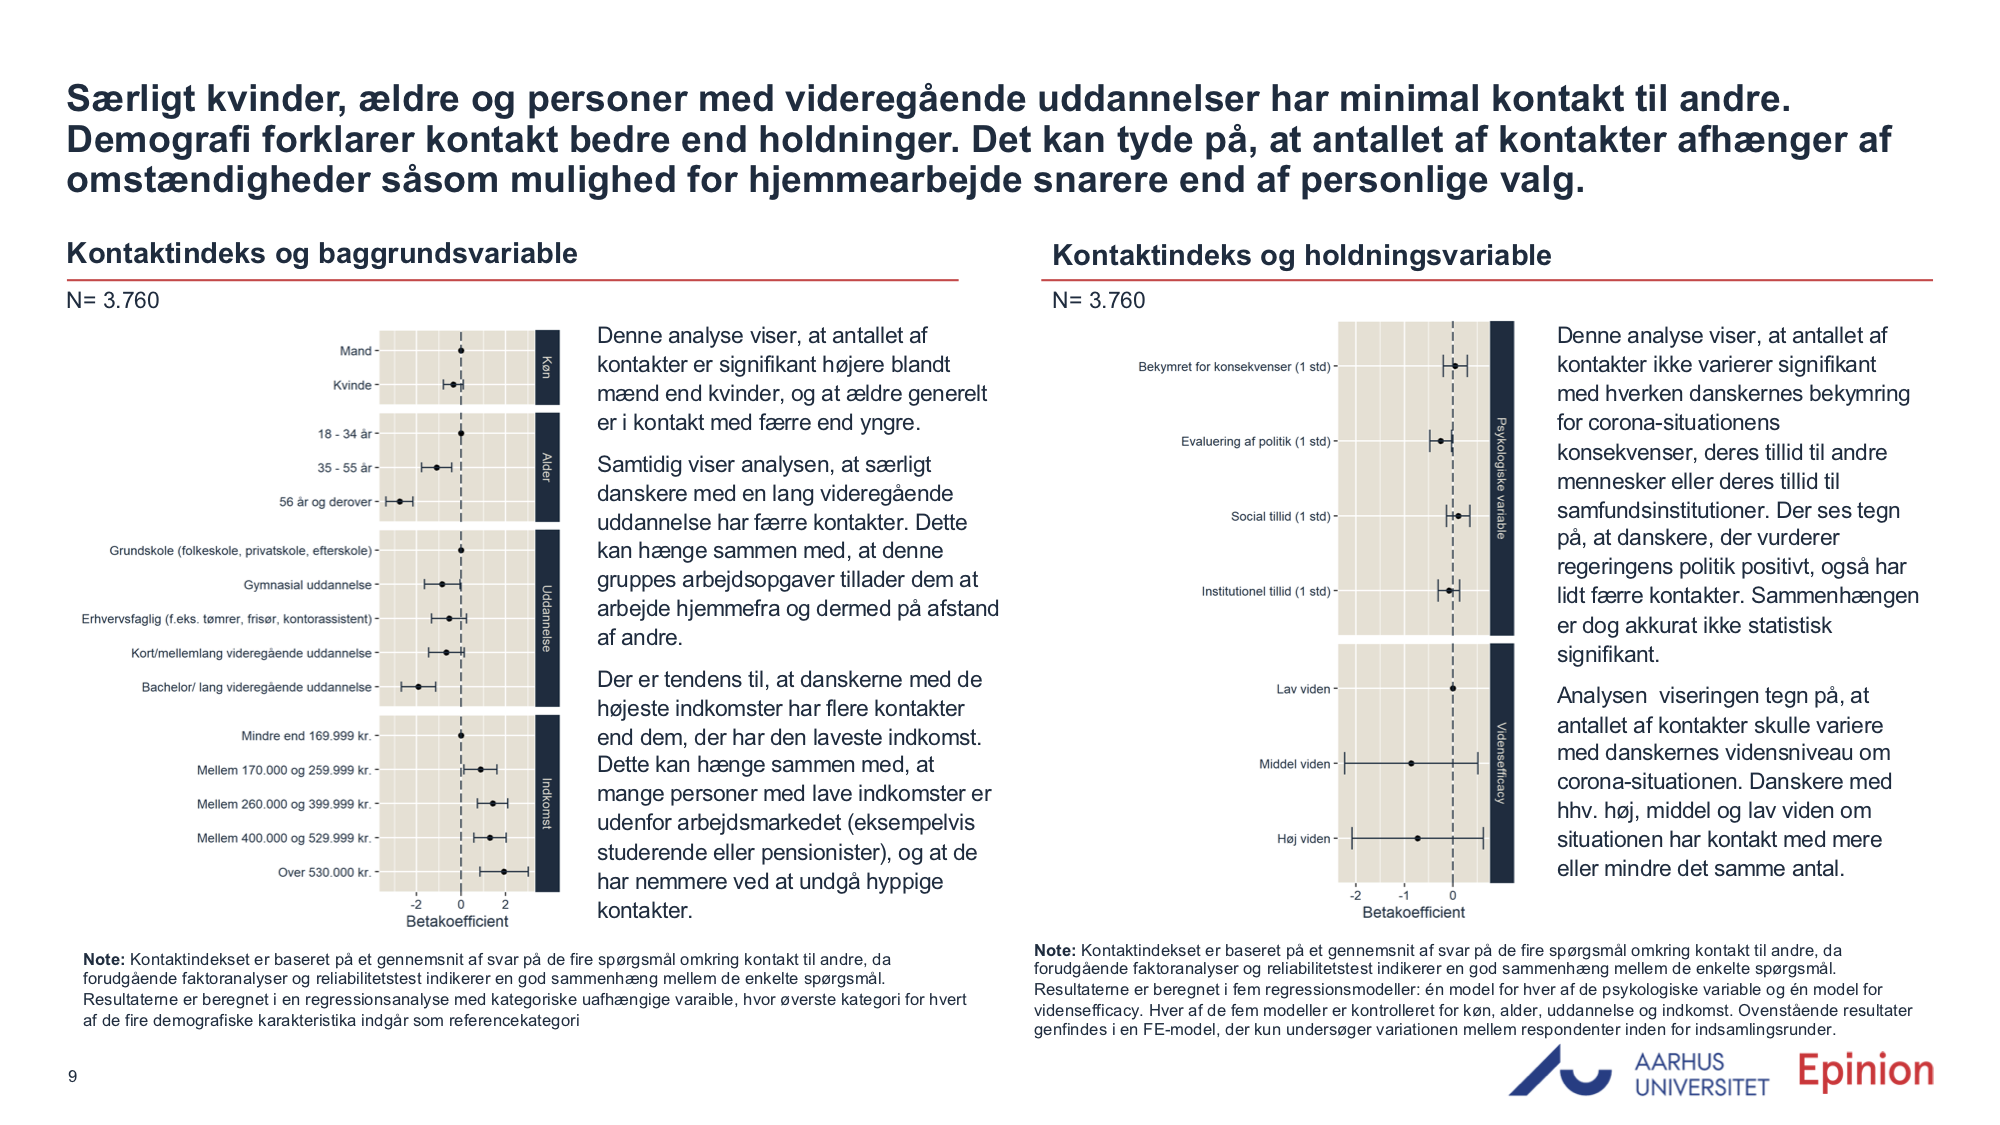 Særligt kvinder, ældre og personer med videregående uddannelser har minimal kontakt til andre.
Demografi forklarer kontakt bedre end holdninger. Det kan tyde på, at antallet af kontakter afhænger af
omstændigheder såsom mulighed for hjemmearbejde snarere end af personlige valg.
Kontaktindeks og baggrundsvariable
N= 3.760
Mand
Kvinde
Køn
18 - 34 år
35 - 55 år
56 år og derover
Alder
Grundskole (folkeskole, privatskole, efterskole)
Gymnasial uddannelse
Erhvervsfaglig (f.eks. tømrer, frisør, kontorassistent)
Kort/mellemlang videregående uddannelse
Bachelor/ lang videregående uddannelse
Uddannelse
Mindre end 169.999 kr.
Mellem 170.000 og 259.999 kr.
Mellem 260.000 og 399.999 kr.
Mellem 400.000 og 529.999 kr.
Over 530.000 kr.
Indkomst
-2 0 2
Betakoefficient
Denne analyse viser, at antallet af
kontakter er signifikant højere blandt
mænd end kvinder, og at ældre generelt
er i kontakt med færre end yngre.
Samtidig viser analysen, at særligt
danskere med en lang videregående
uddannelse har færre kontakter. Dette
kan hænge sammen med, at denne
gruppes arbejdsopgaver tillader dem at
arbejde hjemmefra og dermed på afstand
af andre.
Der er tendens til, at danskerne med de
højeste indkomster har flere kontakter
end dem, der har den laveste indkomst.
Dette kan hænge sammen med, at
mange personer med lave indkomster er
udenfor arbejdsmarkedet (eksempelvis
studerende eller pensionister), og at de
har nemmere ved at undgå hyppige
kontakter.
Note: Kontaktindekset er baseret på et gennemsnit af svar på de fire spørgsmål omkring kontakt til andre, da
forudgående faktoranalyser og reliabilitetstest indikerer en god sammenhæng mellem de enkelte spørgsmål.
Resultaterne er beregnet i en regressionsanalyse med kategoriske uafhængige varaible, hvor øverste kategori for hvert
af de fire demografiske karakteristika indgår som referencekategori
Kontaktindeks og holdningsvariable
N= 3.760
Bekymret for konsekvenser (1 std)
Evaluering af politik (1 std)
Social tillid (1 std)
Institutionel tillid (1 std)
Psykologiske variable
Lav viden
Middel viden
Høj viden
Vidensefficacy
-2 -1 0
Betakoefficient
Denne analyse viser, at antallet af
kontakter ikke varierer signifikant
med hverken danskernes bekymring
for corona-situationens
konsekvenser, deres tillid til andre
mennesker eller deres tillid til
samfundsinstitutioner. Der ses tegn
på, at danskere, der vurderer
regeringens politik positivt, også har
lidt færre kontakter. Sammenhængen
er dog akkurat ikke statistisk
signifikant.
Analysen  viseringen tegn på, at
antallet af kontakter skulle variere
med danskernes vidensniveau om
corona-situationen. Danskere med
hhv. høj, middel og lav viden om
situationen har kontakt med mere
eller mindre det samme antal.
Note: Kontaktindekset er baseret på et gennemsnit af svar på de fire spørgsmål omkring kontakt til andre, da
forudgående faktoranalyser og reliabilitetstest indikerer en god sammenhæng mellem de enkelte spørgsmål.
Resultaterne er beregnet i fem regressionsmodeller: én model for hver af de psykologiske variable og én model for
vidensefficacy. Hver af de fem modeller er kontrolleret for køn, alder, uddannelse og indkomst. Ovenstående resultater
genfindes i en FE-model, der kun undersøger variationen mellem respondenter inden for indsamlingsrunder.
9
AARHUS
UNIVERSITET
Epinion